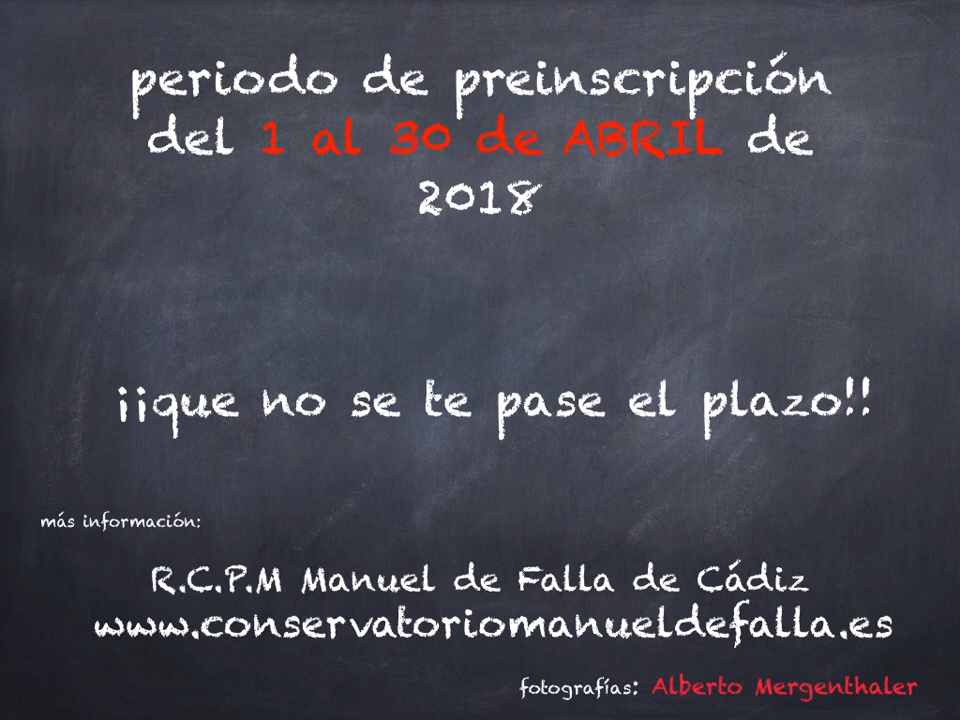 periodo de preinscripción
del 1 al 30 de ABRIL de
2018
¡¡que no se te pase el plazo!!
más información:
R.C.P.M Manuel de Falla de Cádiz
www.conservatoriomanueldefalla.es
fotografías: Alberto Mergenthaler